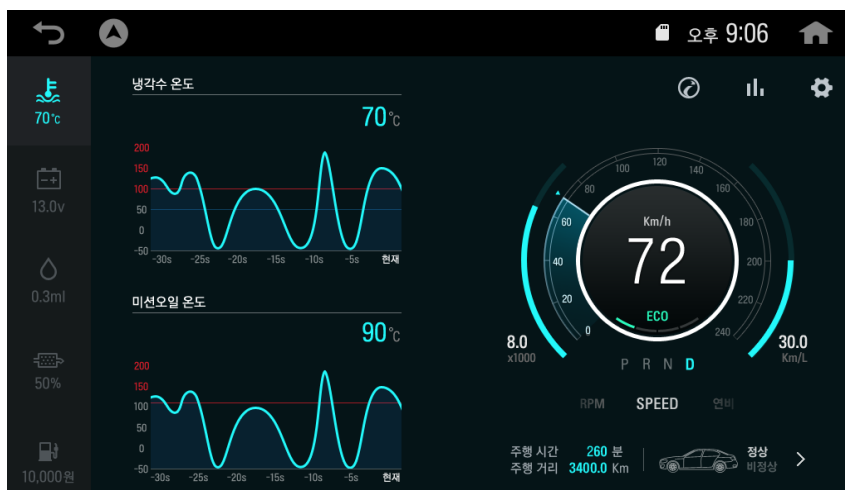 오후 9:06
70°c
13.0v
0.3ml
50%
10,000원
냉각수 온도
70°c
200
150
100
50
0
-50
-30s -25s -20s -15s -10s -5s 현재
미션오일 온도
90°c
200
150
100
50
0
-50
-30s -25s -20s -15s -10s -5s 현재
0 20 40 60 80 100 120 140 160 180 200 220 240
Km/h
72
ECO
8.0
x1000
30.0
Km/L
P R N D
RPM SPEED 연비
주행 시간 260 분
주행 거리 3400.0 Km
정상
비정상